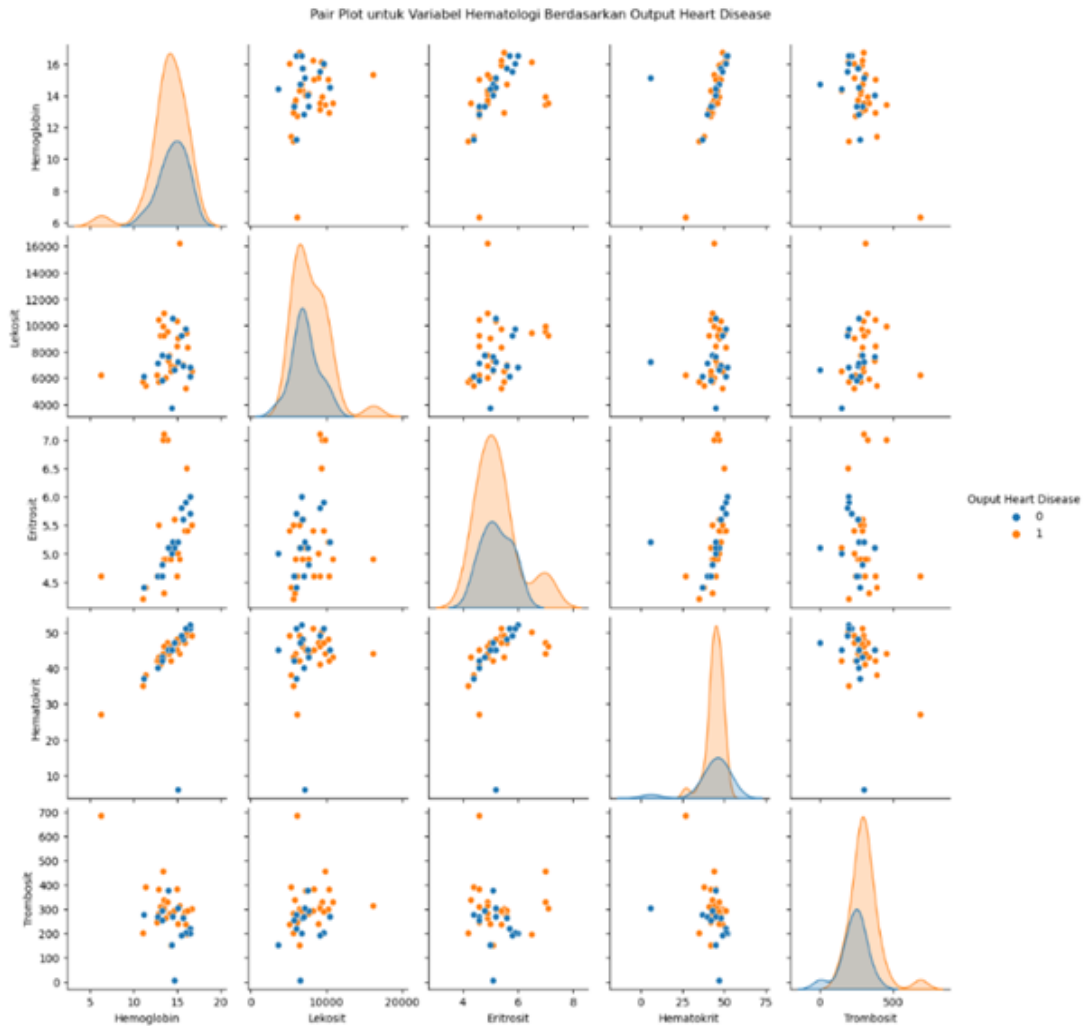 Pair Plot untuk Variabel Hematologi Berdasarkan Output Heart Disease
Hemoglobin
16
14
12
10
8
6
Lekosit
16000
14000
12000
10000
8000
6000
4000
Eritrosit
7.0
6.5
6.0
5.5
5.0
4.5
Ouput Heart Disease
0
1
Hematokrit
50
40
30
20
10
Trombosit
700
600
500
400
300
200
100
0
5 10 15 20
0 10000 20000
4 6 8
0 25 50 75
0 500
Hemoglobin Lekosit Eritrosit Hematokrit Trombosit